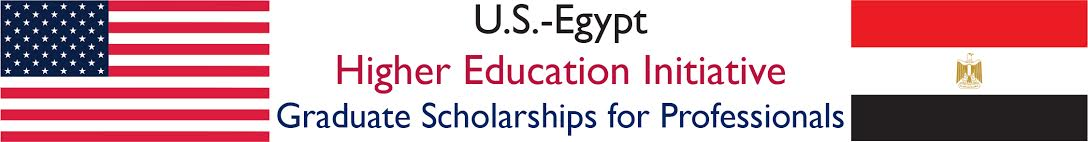 U.S.-Egypt
Higher Education Initiative
Graduate Scholarships for Professionals